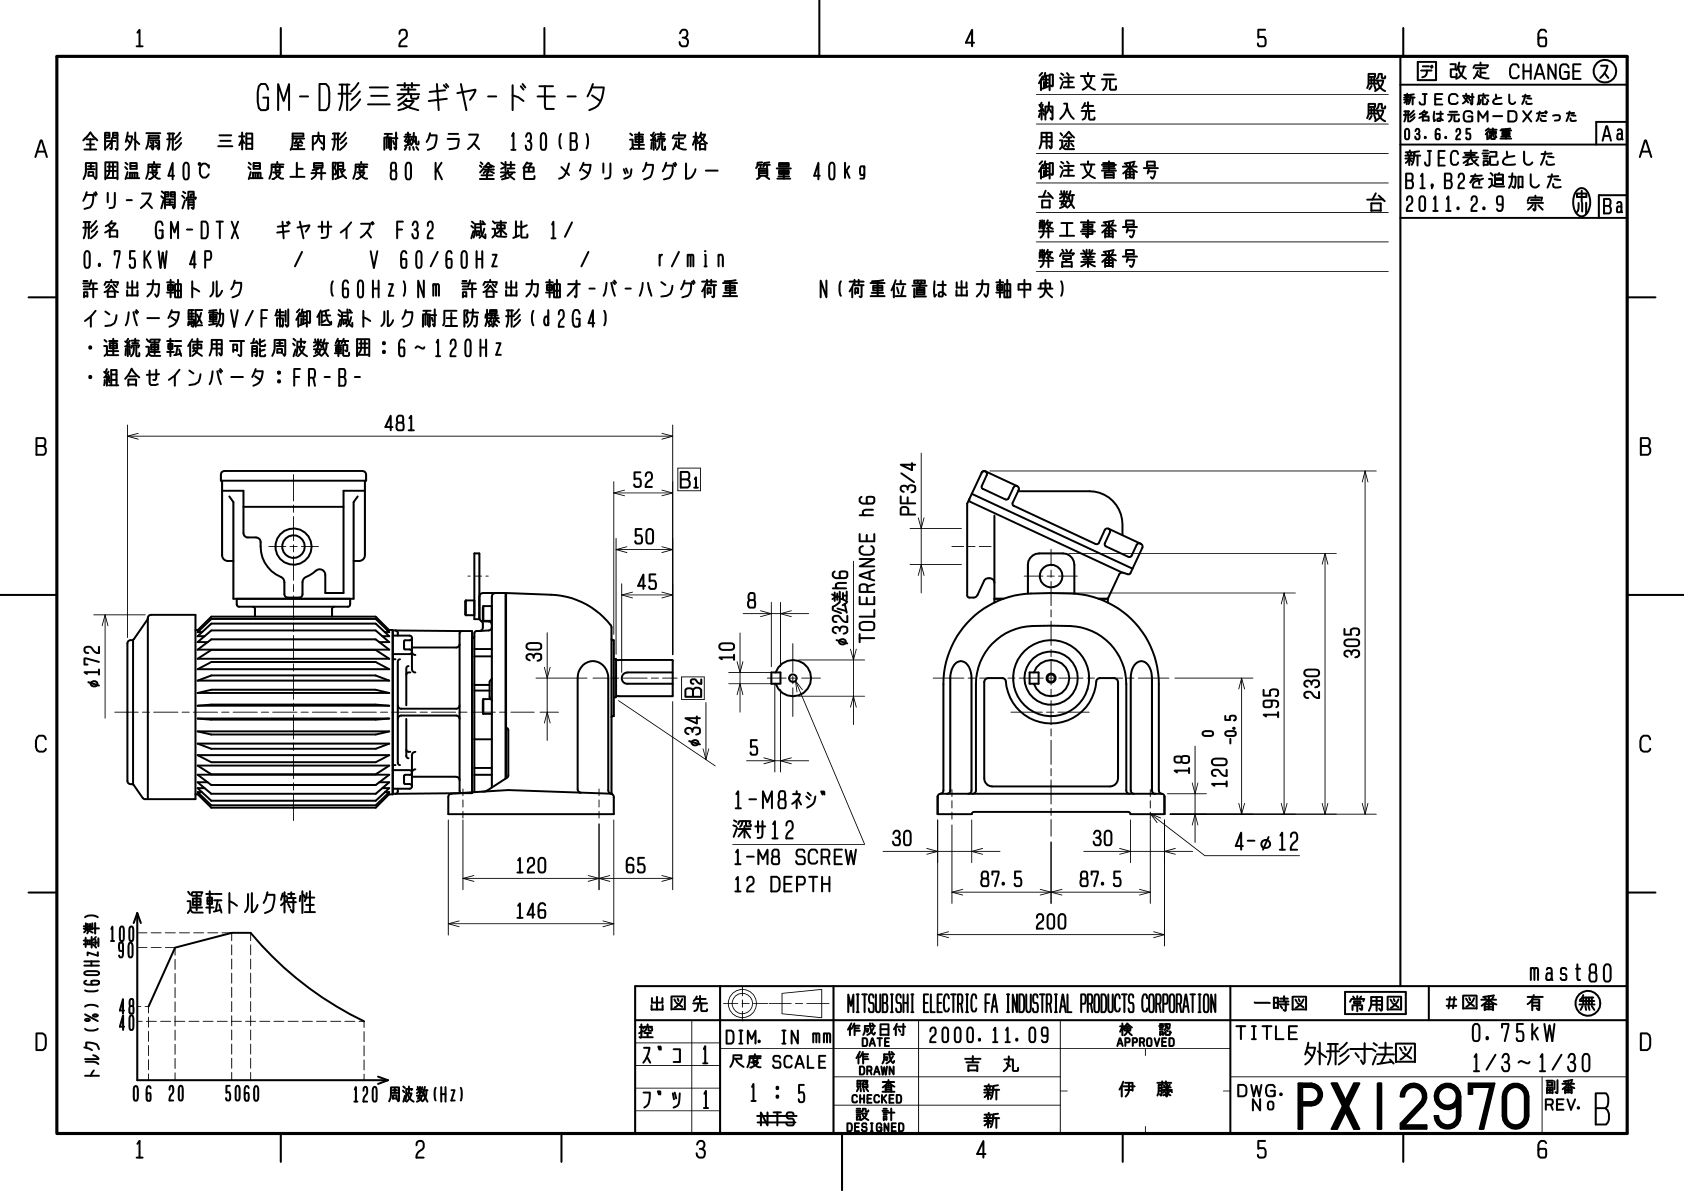 1 2 3 4 5 6
A A
B B
C C
D D
GM-D形三菱ギヤードモータ
全閉外扇形 三相 屋内形 耐熱クラス 130(B) 連続定格
周囲温度40℃ 温度上昇限度 80 K 塗装色 メタリックグレー 質量 40kg
グリース潤滑
形名 GM-DTX ギヤサイズ F32 減速比 1/
0.75KW 4P / V 60/60Hz / r/min
許容出力軸トルク (60Hz)Nm 許容出力軸オーバーハング荷重 N(荷重位置は出力軸中央)
インバータ駆動V/F制御低減トルク耐圧防爆形(d2G4)
・連続運転使用可能周波数範囲：6～120Hz
・組合せインバータ：FR-B-
御注文元 殿
納入先 殿
用途
御注文書番号
台数 台
弊工事番号
弊営業番号
デ 改定 CHANGE ス
新JEC対応とした
形名は元GM-DXだった
03.6.25 徳重 Aa
新JEC表記とした
B1,B2を追加した
2011.2.9 宗 Ba
481
52 B1
50
45
30
φ172
B2
φ34
120 65
146
8
10
5
φ32公差h6
TOLERANCE h6
1-M8ネジ
深サ12
1-M8 SCREW
12 DEPTH
PF3/4
305
230
195
120 0 -0.5
18
30 30
4-φ12
87.5 87.5
200
運転トルク特性
トルク(%)(60Hz基準)
100
90
48
40
0 6 20 50 60 120 周波数(Hz)
mast80
出図先
控
ズコ 1
ブツ 1
DIM. IN mm
尺度 SCALE
1 : 5
NTS
MITSUBISHI ELECTRIC FA INDUSTRIAL PRODUCTS CORPORATION
作成日付 DATE 2000.11.09
作成 DRAWN 吉丸
照査 CHECKED 新
設計 DESIGNED 新
検認 APPROVED
伊藤
一時図 常用図 #図番 有 無
TITLE
外形寸法図
0.75kW
1/3～1/30
DWG. No PX12970
副番 REV. B
1 2 3 4 5 6